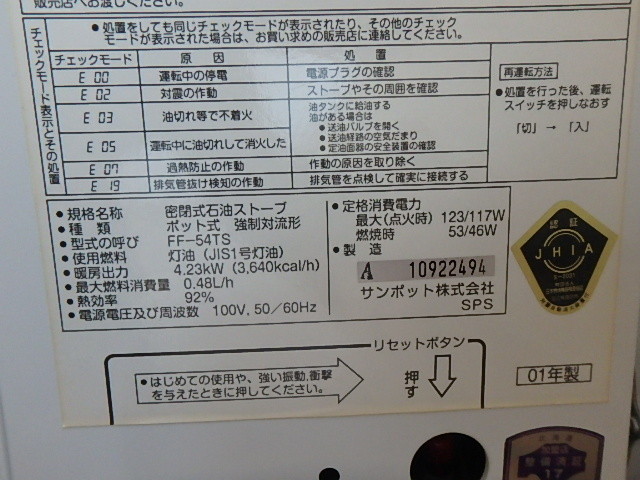 販売店へお渡しください。
●処置をしても同じチェックモードが表示されたり、その他のチェック
モードが表示された場合は、お買い求めの販売店に連絡してください。
チェックモード表示とその処置
チェックモード 原因 処置
E 00 運転中の停電 電源プラグの確認
E 02 対震の作動 ストーブやその周囲を確認
E 03 油切れ等で不着火
E 05 運転中に油切れして消火した
油タンクに給油する
油がある場合は
●送油バルブを開く
●送油経路の空気だまり
●定油面器の安全装置の確認
E 07 過熱防止の作動 作動の原因を取り除く
E 19 排気管抜け検知の作動 排気管を点検して確実に接続する
再運転方法
●処置を行った後、運転
スイッチを押しなおす
「切」→「入」
●規格名称 密閉式石油ストーブ
●種類 ポット式 強制対流形
●型式の呼び FF-54TS
●使用燃料 灯油(JIS1号灯油)
●暖房出力 4.23kW(3,640kcal/h)
●最大燃料消費量 0.48L/h
●熱効率 92%
●電源電圧及び周波数 100V, 50/60Hz
●定格消費電力
最大(点火時) 123/117W
燃焼時 53/46W
●製造
A 10922494
サンポット株式会社
SPS
認証
JHIA
リセットボタン
●はじめての使用や、強い振動、衝撃
を与えたときに押してください。
押す
01年製
北海道
17